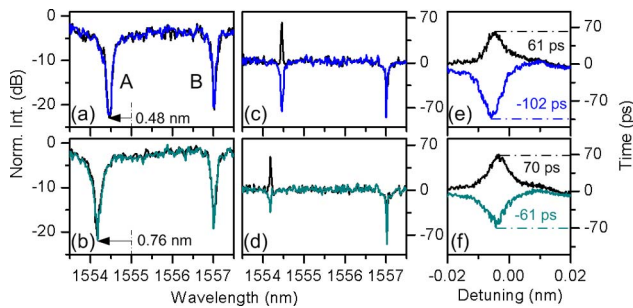 0
-10
-20
Norm. Int. (dB)
A
B
(a)
0.48 nm
(c)
70
0
-70
(e)
61 ps
-102 ps
70
0
-70
Time (ps)
0
-10
-20
(b)
0.76 nm
(d)
70
0
-70
(f)
70 ps
-61 ps
70
0
-70
1554 1555 1556 1557
1554 1555 1556 1557
-0.02 0.00 0.02
Wavelength (nm)
Wavelength (nm)
Detuning (nm)